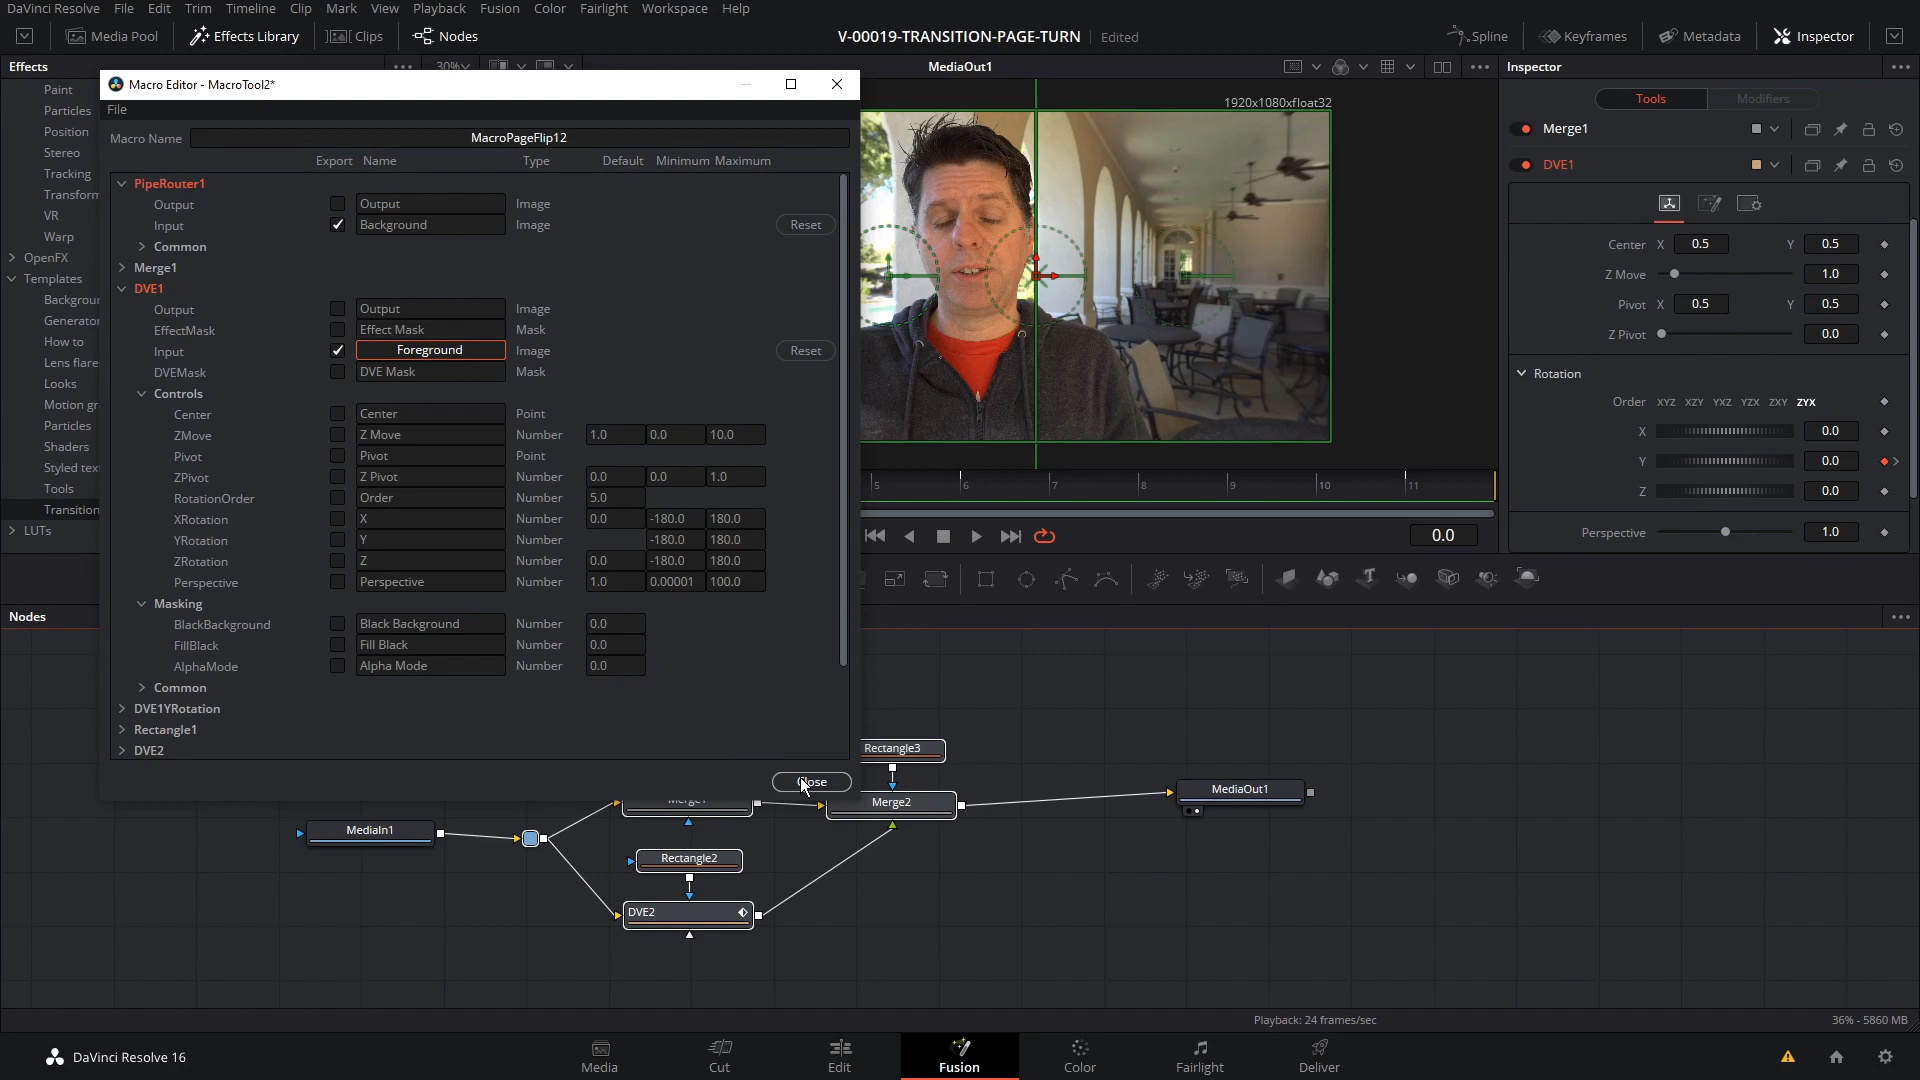 DaVinci Resolve File Edit Trim Timeline Clip Mark View Playback Fusion Color Fairlight Workspace Help
Media Pool Effects Library Clips Nodes V-00019-TRANSITION-PAGE-TURN Edited Spline Keyframes Metadata Inspector
Effects 30% MediaOut1 Inspector
Macro Editor - MacroTool2*
File
Macro Name MacroPageFlip12
Export Name Type Default Minimum Maximum
PipeRouter1
Output Output Image
Input Background Image Reset
Common
Merge1
DVE1
Output Output Image
EffectMask Effect Mask Mask
Input Foreground Image Reset
DVEMask DVE Mask Mask
Controls
Center Center Point
ZMove Z Move Number 1.0 0.0 10.0
Pivot Pivot Point
ZPivot Z Pivot Number 0.0 0.0 1.0
RotationOrder Order Number 5.0
XRotation X Number 0.0 -180.0 180.0
YRotation Y Number -180.0 180.0
ZRotation Z Number 0.0 -180.0 180.0
Perspective Perspective Number 1.0 0.00001 100.0
Masking
BlackBackground Black Background Number 0.0
FillBlack Fill Black Number 0.0
AlphaMode Alpha Mode Number 0.0
Common
DVE1YRotation
Rectangle1
DVE2
Close
Paint
Particles
Position
Stereo
Tracking
Transform
VR
Warp
OpenFX
Templates
Backgrou
Generato
How to
Lens flare
Looks
Motion gr
Particles
Shaders
Styled tex
Tools
Transition
LUTs
1920x1080xfloat32
5 6 7 8 9 10 11
0.0
Tools Modifiers
Merge1
DVE1
Center X 0.5 Y 0.5
Z Move 1.0
Pivot X 0.5 Y 0.5
Z Pivot 0.0
Rotation
Order XYZ XZY YXZ YZX ZXY ZYX
X 0.0
Y 0.0
Z 0.0
Perspective 1.0
Nodes
Rectangle3
MediaOut1
Merge1
Merge2
MediaIn1
Rectangle2
DVE2
Playback: 24 frames/sec 36% - 5860 MB
DaVinci Resolve 16 Media Cut Edit Fusion Color Fairlight Deliver